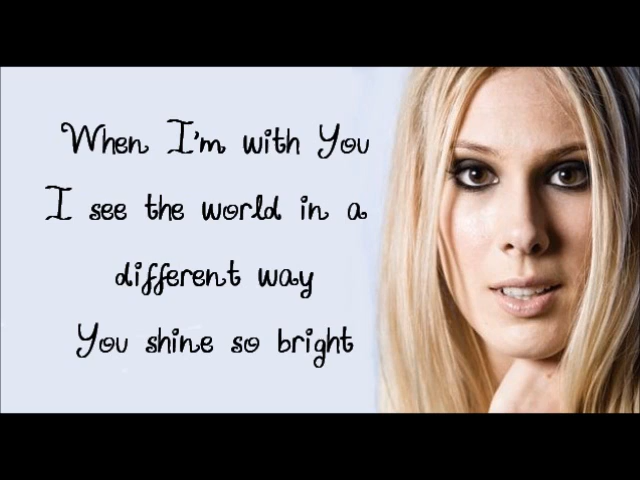 When I'm with You
I see the world in a
different way
You shine so bright